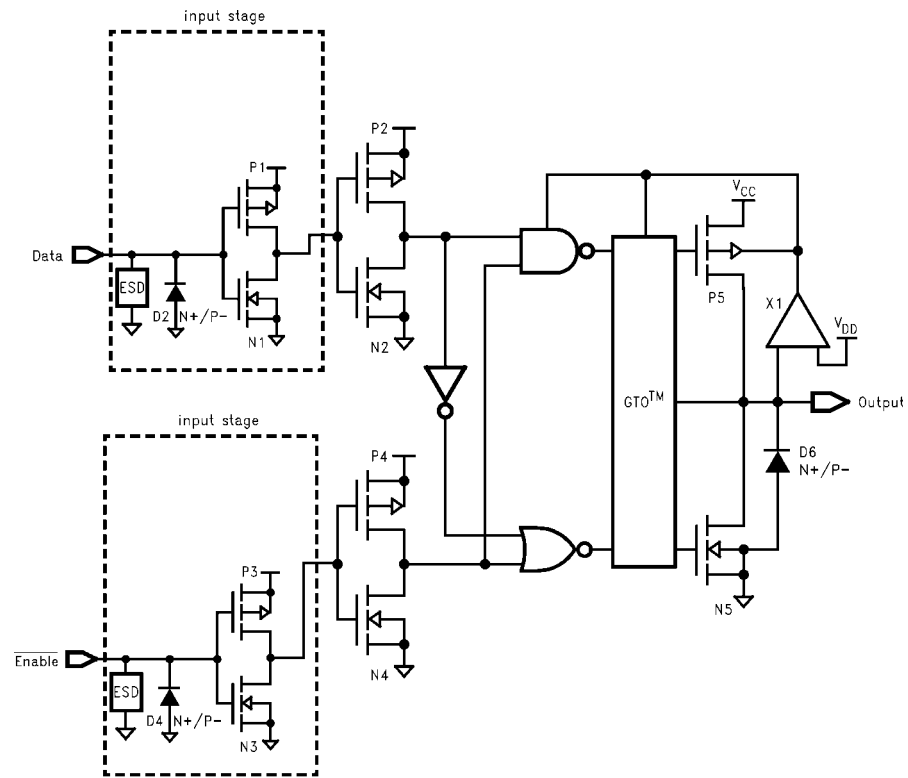 input stage
P1
P2
Data
ESD
D2 N+/P-
N1
N2
V_CC
P5
X1
V_DD
GTO™
Output
D6
N+/P-
N5
input stage
P3
P4
Enable
ESD
D4 N+/P-
N3
N4